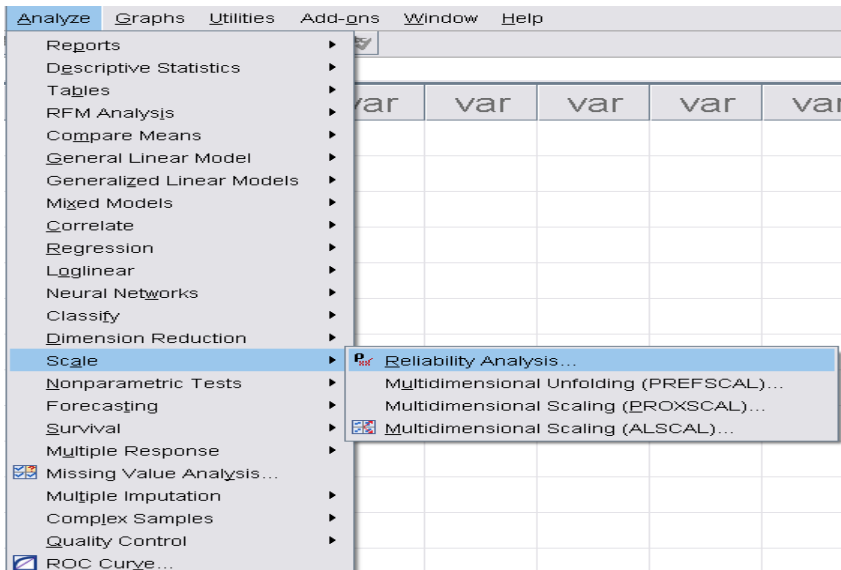 Analyze Graphs Utilities Add-ons Window Help
Reports
Descriptive Statistics
Tables
var var var var
RFM Analysis
Compare Means
General Linear Model
Generalized Linear Models
Mixed Models
Correlate
Regression
Loglinear
Neural Networks
Classify
Dimension Reduction
Scale
Reliability Analysis...
Nonparametric Tests
Multidimensional Unfolding (PREFSCAL)...
Forecasting
Multidimensional Scaling (PROXSCAL)...
Survival
Multidimensional Scaling (ALSCAL)...
Multiple Response
Missing Value Analysis...
Multiple Imputation
Complex Samples
Quality Control
ROC Curve...